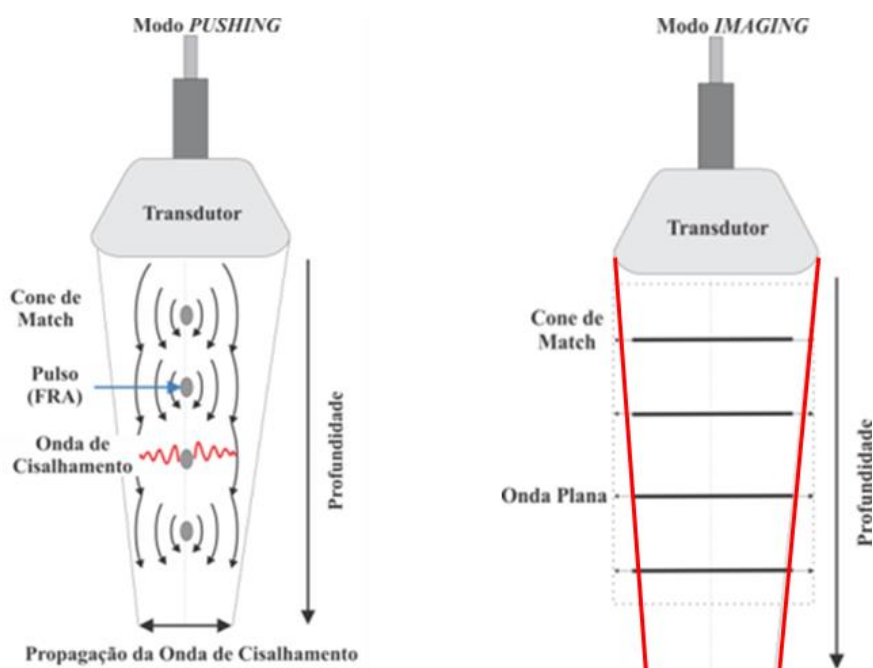 Modo PUSHING
Transdutor
Cone de
Match
Pulso
(FRA)
Onda de
Cisalhamento
Profundidade
Propagação da Onda de Cisalhamento
Modo IMAGING
Transdutor
Cone de
Match
Onda Plana
Profundidade